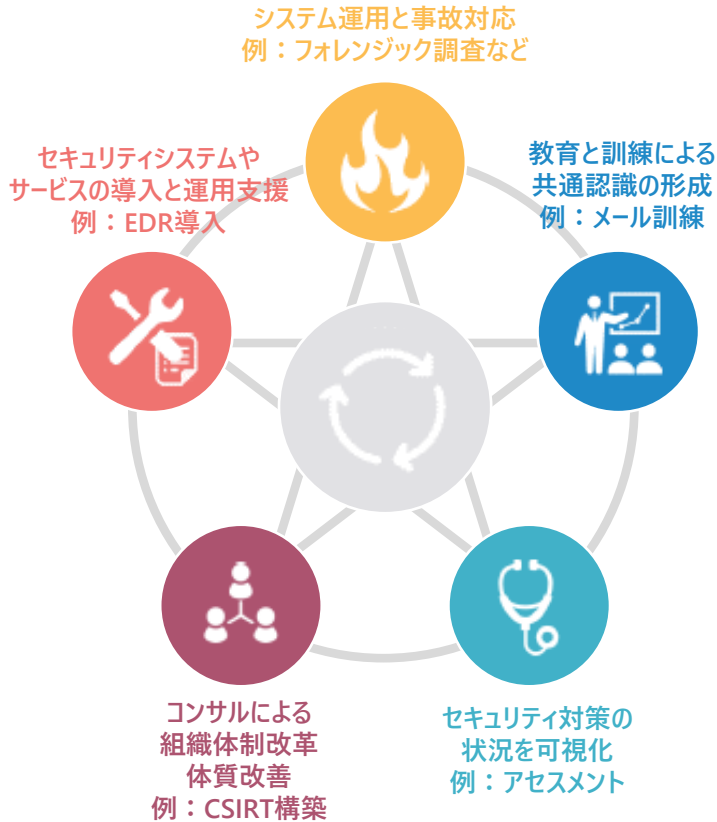 システム運用と事故対応
例：フォレンジック調査など
セキュリティシステムや
サービスの導入と運用支援
例：EDR導入
教育と訓練による
共通認識の形成
例：メール訓練
コンサルによる
組織体制改革
体質改善
例：CSIRT構築
セキュリティ対策の
状況を可視化
例：アセスメント